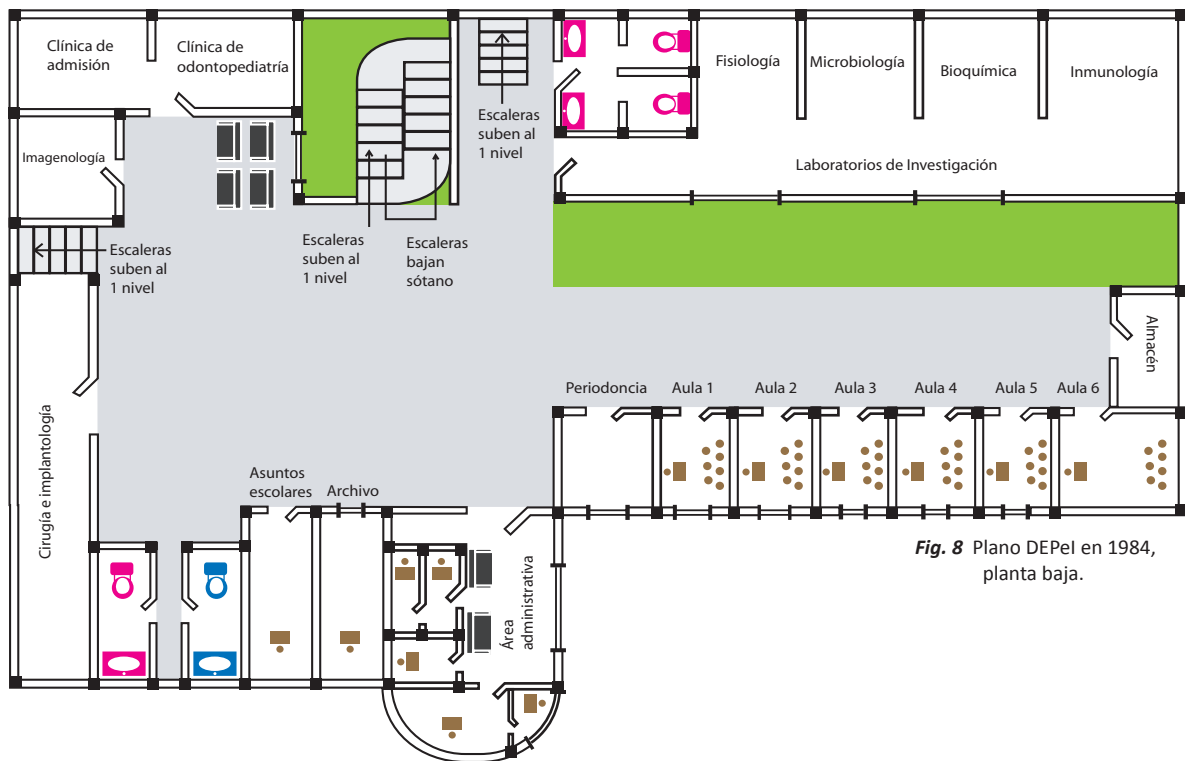 Clínica de
admisión
Clínica de
odontopediatría
Imagenología
Escaleras
suben al
1 nivel
Escaleras
suben al
1 nivel
Escaleras
bajan
sótano
Escaleras
suben al
1 nivel
Fisiología
Microbiología
Bioquímica
Inmunología
Laboratorios de Investigación
Almacén
Periodoncia
Aula 1
Aula 2
Aula 3
Aula 4
Aula 5
Aula 6
Cirugía e implantología
Asuntos
escolares
Archivo
Área
administrativa
Fig. 8 Plano DEPeI en 1984,
planta baja.